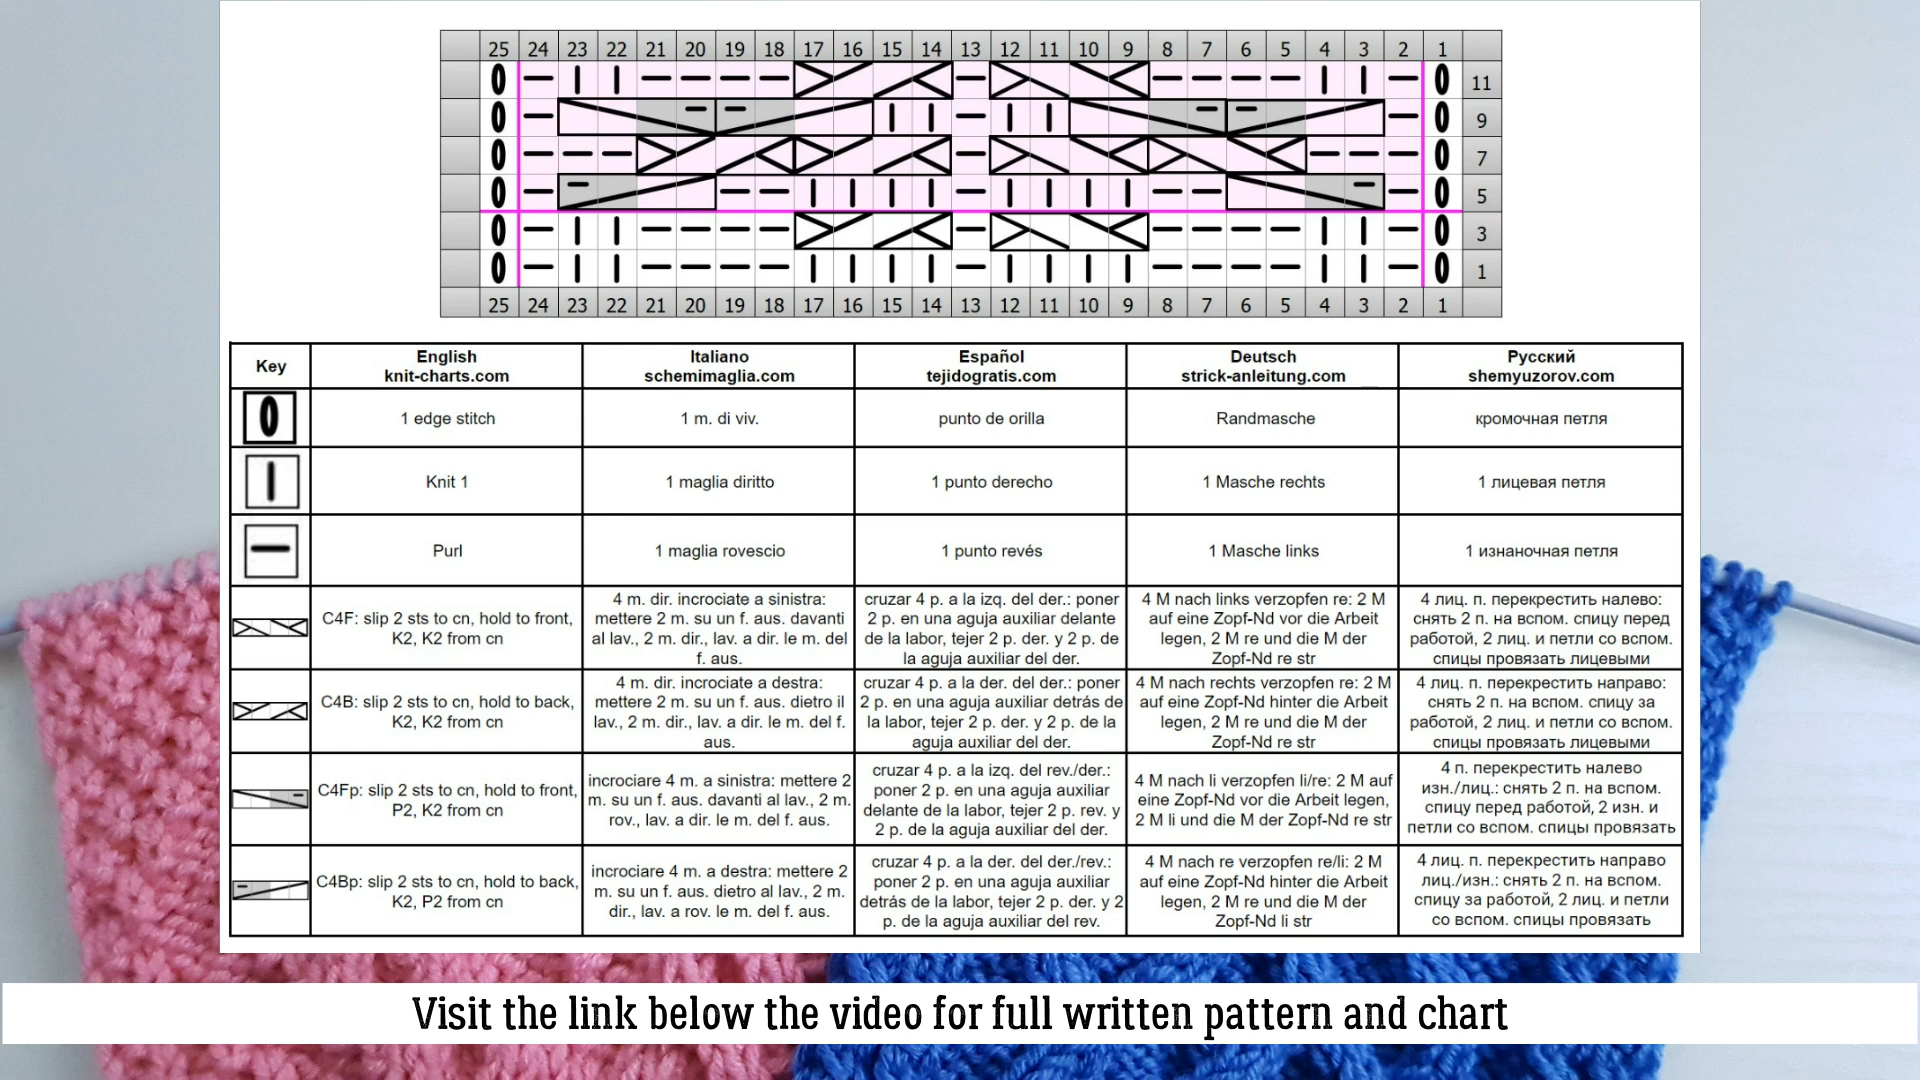 25 24 23 22 21 20 19 18 17 16 15 14 13 12 11 10 9 8 7 6 5 4 3 2 1
11
9
7
5
3
1
25 24 23 22 21 20 19 18 17 16 15 14 13 12 11 10 9 8 7 6 5 4 3 2 1
Key
English
knit-charts.com
Italiano
schemimaglia.com
Español
tejidogratis.com
Deutsch
strick-anleitung.com
Русский
shemyuzorov.com
1 edge stitch
1 m. di viv.
punto de orilla
Randmasche
кромочная петля
Knit 1
1 maglia diritto
1 punto derecho
1 Masche rechts
1 лицевая петля
Purl
1 maglia rovescio
1 punto revés
1 Masche links
1 изнаночная петля
C4F: slip 2 sts to cn, hold to front,
K2, K2 from cn
4 m. dir. incrociate a sinistra:
mettere 2 m. su un f. aus. davanti
al lav., 2 m. dir., lav. a dir. le m. del
f. aus.
cruzar 4 p. a la izq. del der.: poner
2 p. en una aguja auxiliar delante
de la labor, tejer 2 p. der. y 2 p. de
la aguja auxiliar del der.
4 M nach links verzopfen re: 2 M
auf eine Zopf-Nd vor die Arbeit
legen, 2 M re und die M der
Zopf-Nd re str
4 лиц. п. перекрестить налево:
снять 2 п. на вспом. спицу перед
работой, 2 лиц. и петли со вспом.
спицы провязать лицевыми
C4B: slip 2 sts to cn, hold to back,
K2, K2 from cn
4 m. dir. incrociate a destra:
mettere 2 m. su un f. aus. dietro il
lav., 2 m. dir., lav. a dir. le m. del f.
aus.
cruzar 4 p. a la der. del der.: poner
2 p. en una aguja auxiliar detrás de
la labor, tejer 2 p. der. y 2 p. de la
aguja auxiliar del der.
4 M nach rechts verzopfen re: 2 M
auf eine Zopf-Nd hinter die Arbeit
legen, 2 M re und die M der
Zopf-Nd re str
4 лиц. п. перекрестить направо:
снять 2 п. на вспом. спицу за
работой, 2 лиц. и петли со вспом.
спицы провязать лицевыми
C4Fp: slip 2 sts to cn, hold to front,
P2, K2 from cn
incrociare 4 m. a sinistra: mettere 2
m. su un f. aus. davanti al lav., 2 m.
rov., lav. a dir. le m. del f. aus.
cruzar 4 p. a la izq. del rev./der.:
poner 2 p. en una aguja auxiliar
delante de la labor, tejer 2 p. rev. y
2 p. de la aguja auxiliar del der.
4 M nach li verzopfen li/re: 2 M auf
eine Zopf-Nd vor die Arbeit legen,
2 M li und die M der Zopf-Nd re str
4 п. перекрестить налево
изн./лиц.: снять 2 п. на вспом.
спицу перед работой, 2 изн. и
петли со вспом. спицы провязать
C4Bp: slip 2 sts to cn, hold to back,
K2, P2 from cn
incrociare 4 m. a destra: mettere 2
m. su un f. aus. dietro al lav., 2 m.
dir., lav. a rov. le m. del f. aus.
cruzar 4 p. a la der. del der./rev.:
poner 2 p. en una aguja auxiliar
detrás de la labor, tejer 2 p. der. y 2
p. de la aguja auxiliar del rev.
4 M nach re verzopfen re/li: 2 M
auf eine Zopf-Nd hinter die Arbeit
legen, 2 M re und die M der
Zopf-Nd li str
4 лиц. п. перекрестить направо
лиц./изн.: снять 2 п. на вспом.
спицу за работой, 2 лиц. и петли
со вспом. спицы провязать
Visit the link below the video for full written pattern and chart